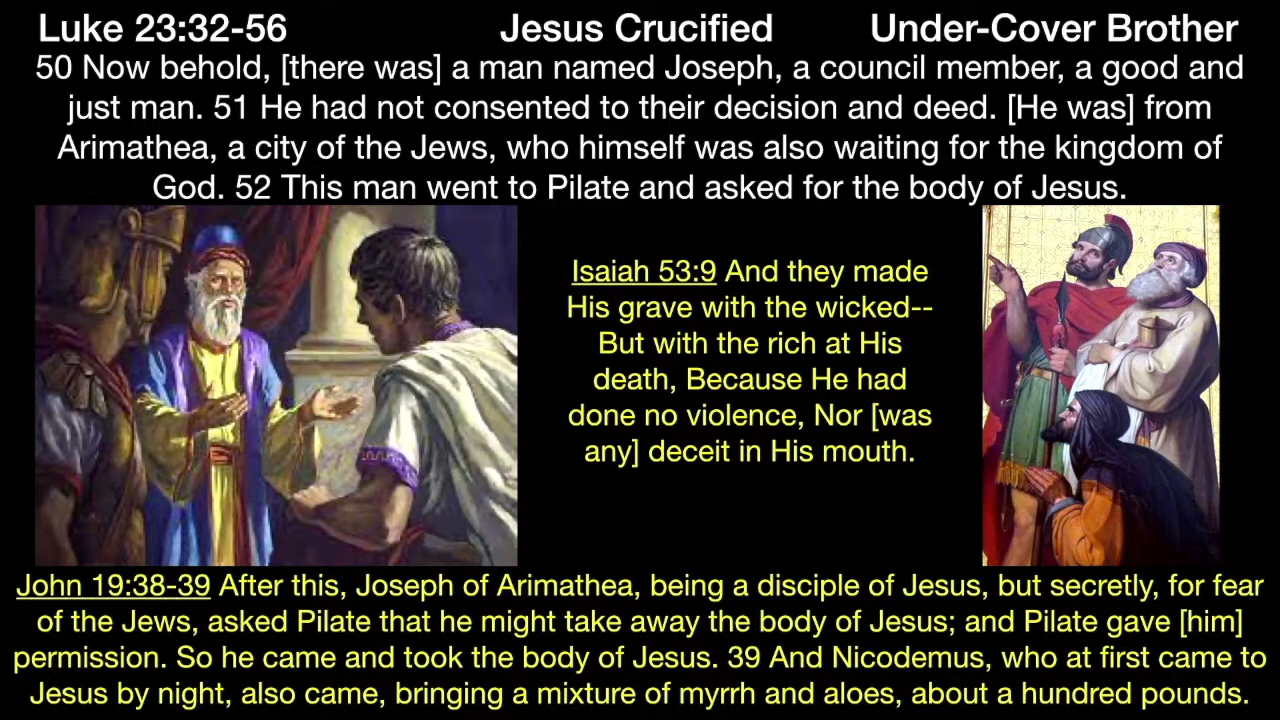 Luke 23:32-56 Jesus Crucified Under-Cover Brother
50 Now behold, [there was] a man named Joseph, a council member, a good and
just man. 51 He had not consented to their decision and deed. [He was] from
Arimathea, a city of the Jews, who himself was also waiting for the kingdom of
God. 52 This man went to Pilate and asked for the body of Jesus.
Isaiah 53:9 And they made
His grave with the wicked--
But with the rich at His
death, Because He had
done no violence, Nor [was
any] deceit in His mouth.
John 19:38-39 After this, Joseph of Arimathea, being a disciple of Jesus, but secretly, for fear
of the Jews, asked Pilate that he might take away the body of Jesus; and Pilate gave [him]
permission. So he came and took the body of Jesus. 39 And Nicodemus, who at first came to
Jesus by night, also came, bringing a mixture of myrrh and aloes, about a hundred pounds.